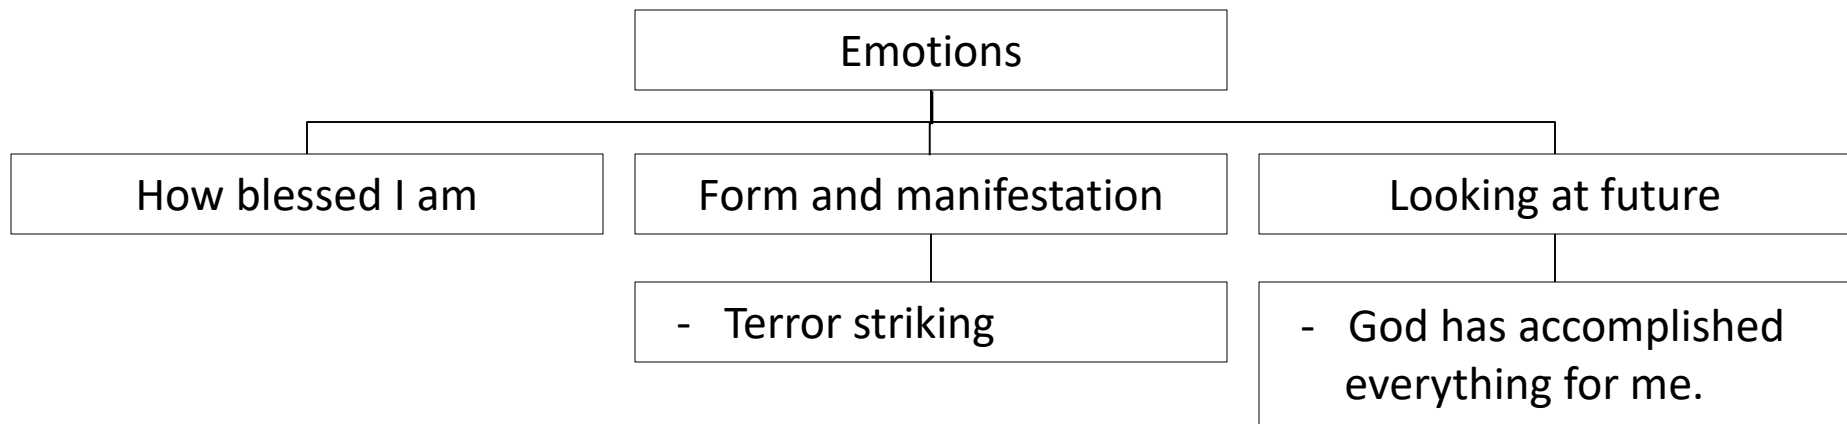 Emotions
How blessed I am
Form and manifestation
Looking at future
- Terror striking
- God has accomplished
everything for me.